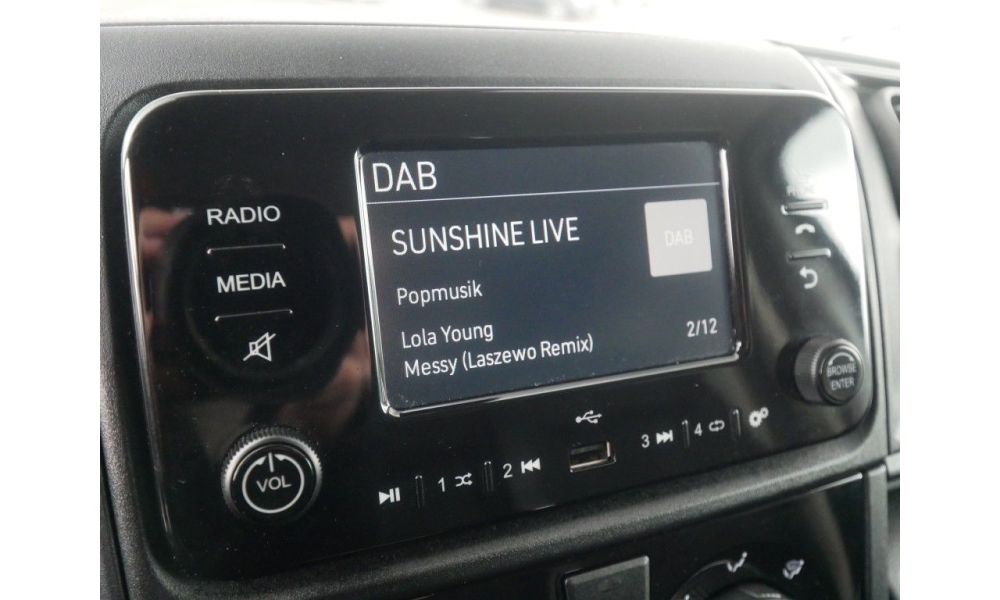 DAB
SUNSHINE LIVE
DAB
Popmusik
Lola Young
Messy (Laszewo Remix)
2/12
RADIO
MEDIA
VOL
1
2
3
4
BROWSE
ENTER